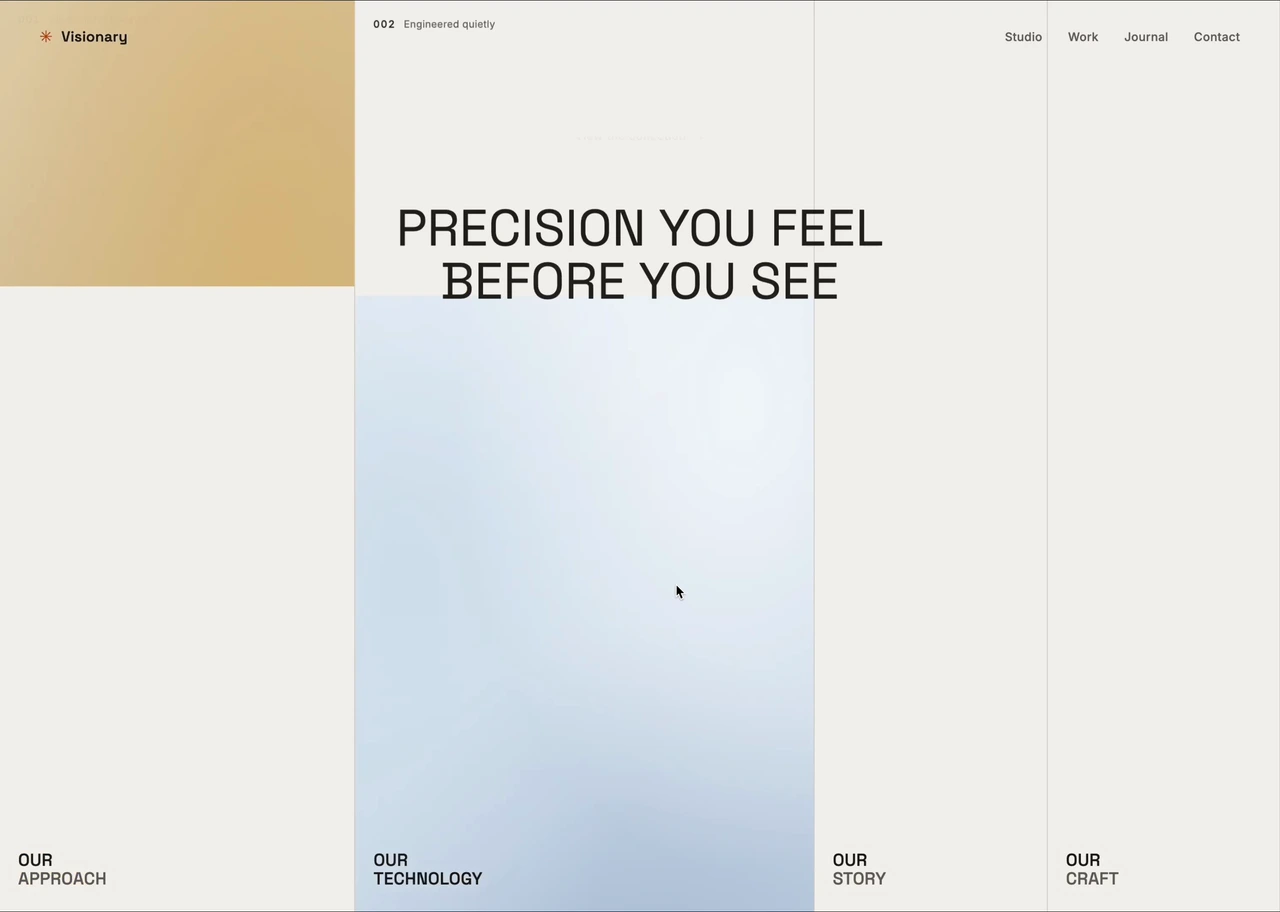 Visionary
002 Engineered quietly
Studio Work Journal Contact
PRECISION YOU FEEL
BEFORE YOU SEE
OUR
APPROACH
OUR
TECHNOLOGY
OUR
STORY
OUR
CRAFT